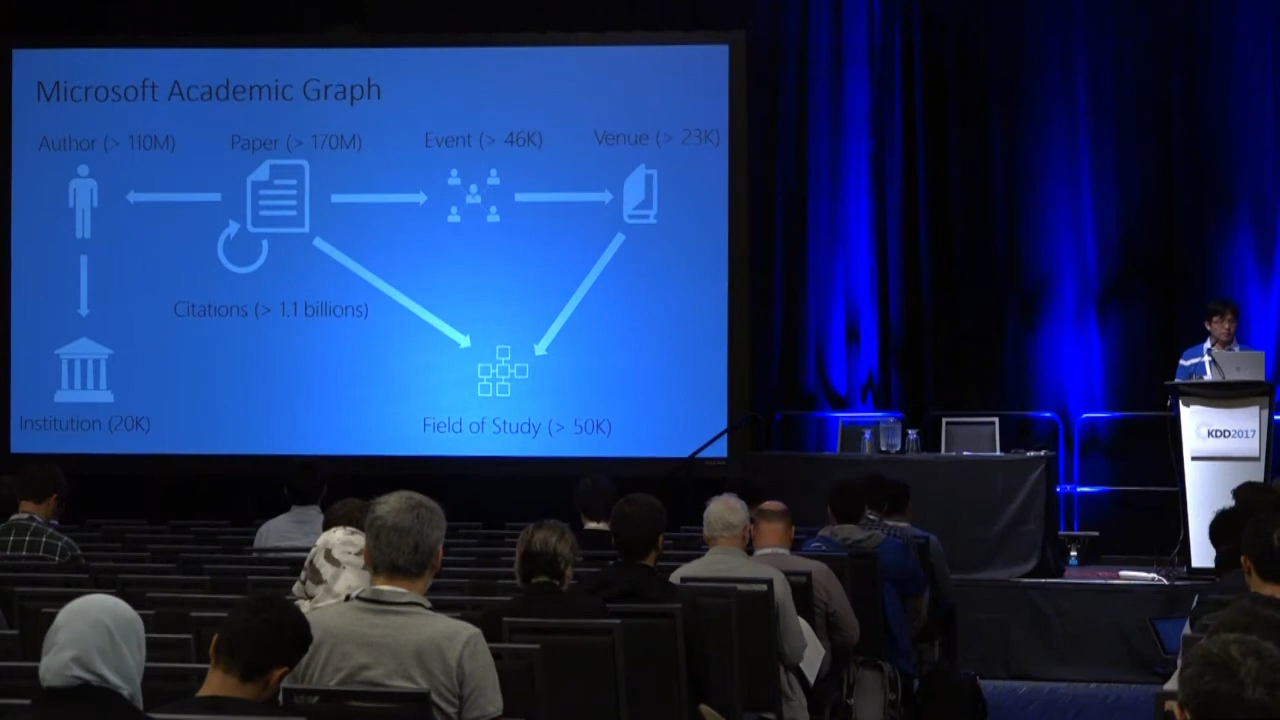 Microsoft Academic Graph
Author (> 110M)
Paper (> 170M)
Event (> 46K)
Venue (> 23K)
Citations (> 1.1 billions)
Institution (20K)
Field of Study (> 50K)
KDD2017